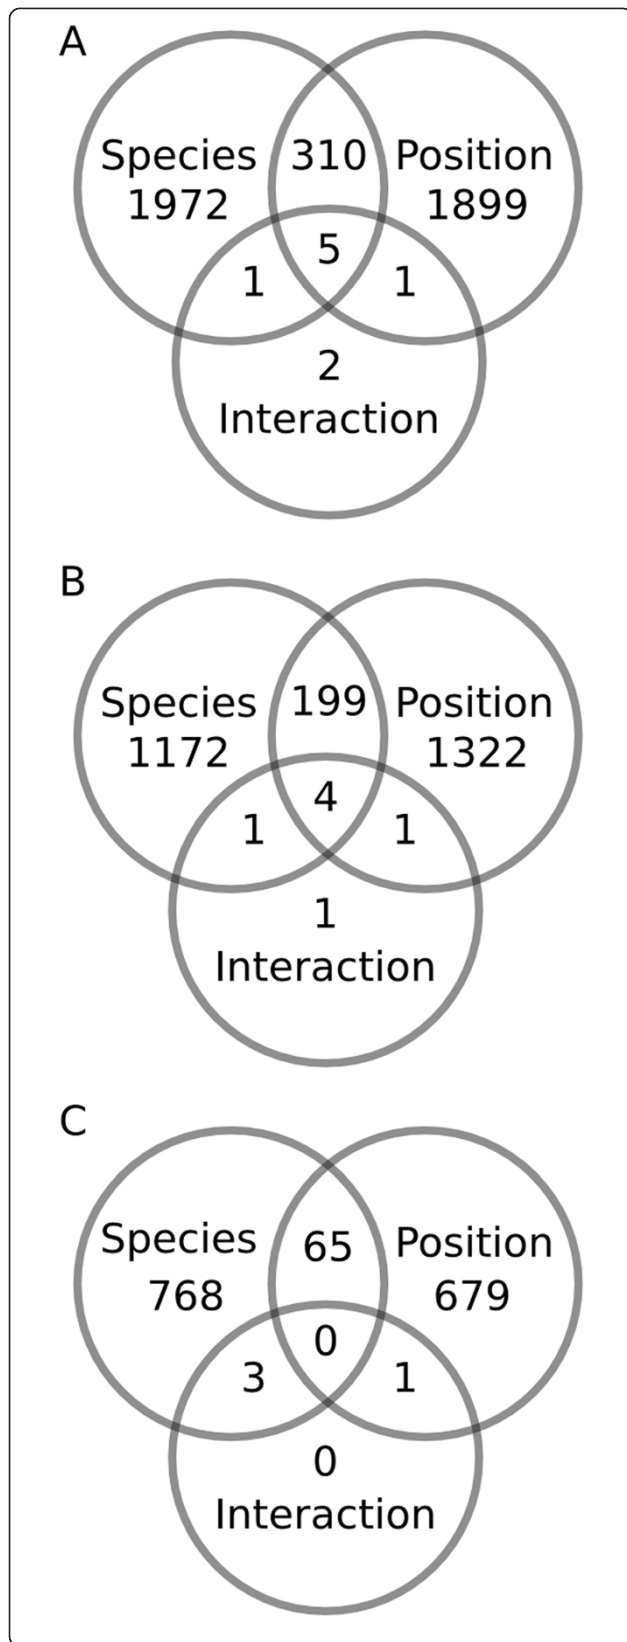 A
Species 310 Position
1972 1899
5
1 1
2
Interaction
B
Species 199 Position
1172 1322
4
1 1
1
Interaction
C
Species 65 Position
768 679
0
3 1
0
Interaction